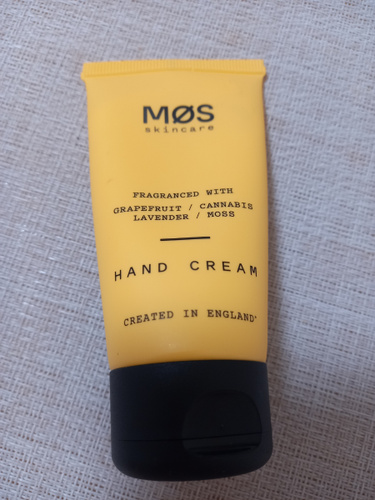 MØS
skincare
FRAGRANCED WITH
GRAPEFRUIT / CANNABIS
LAVENDER / MOSS
HAND CREAM
CREATED IN ENGLAND*